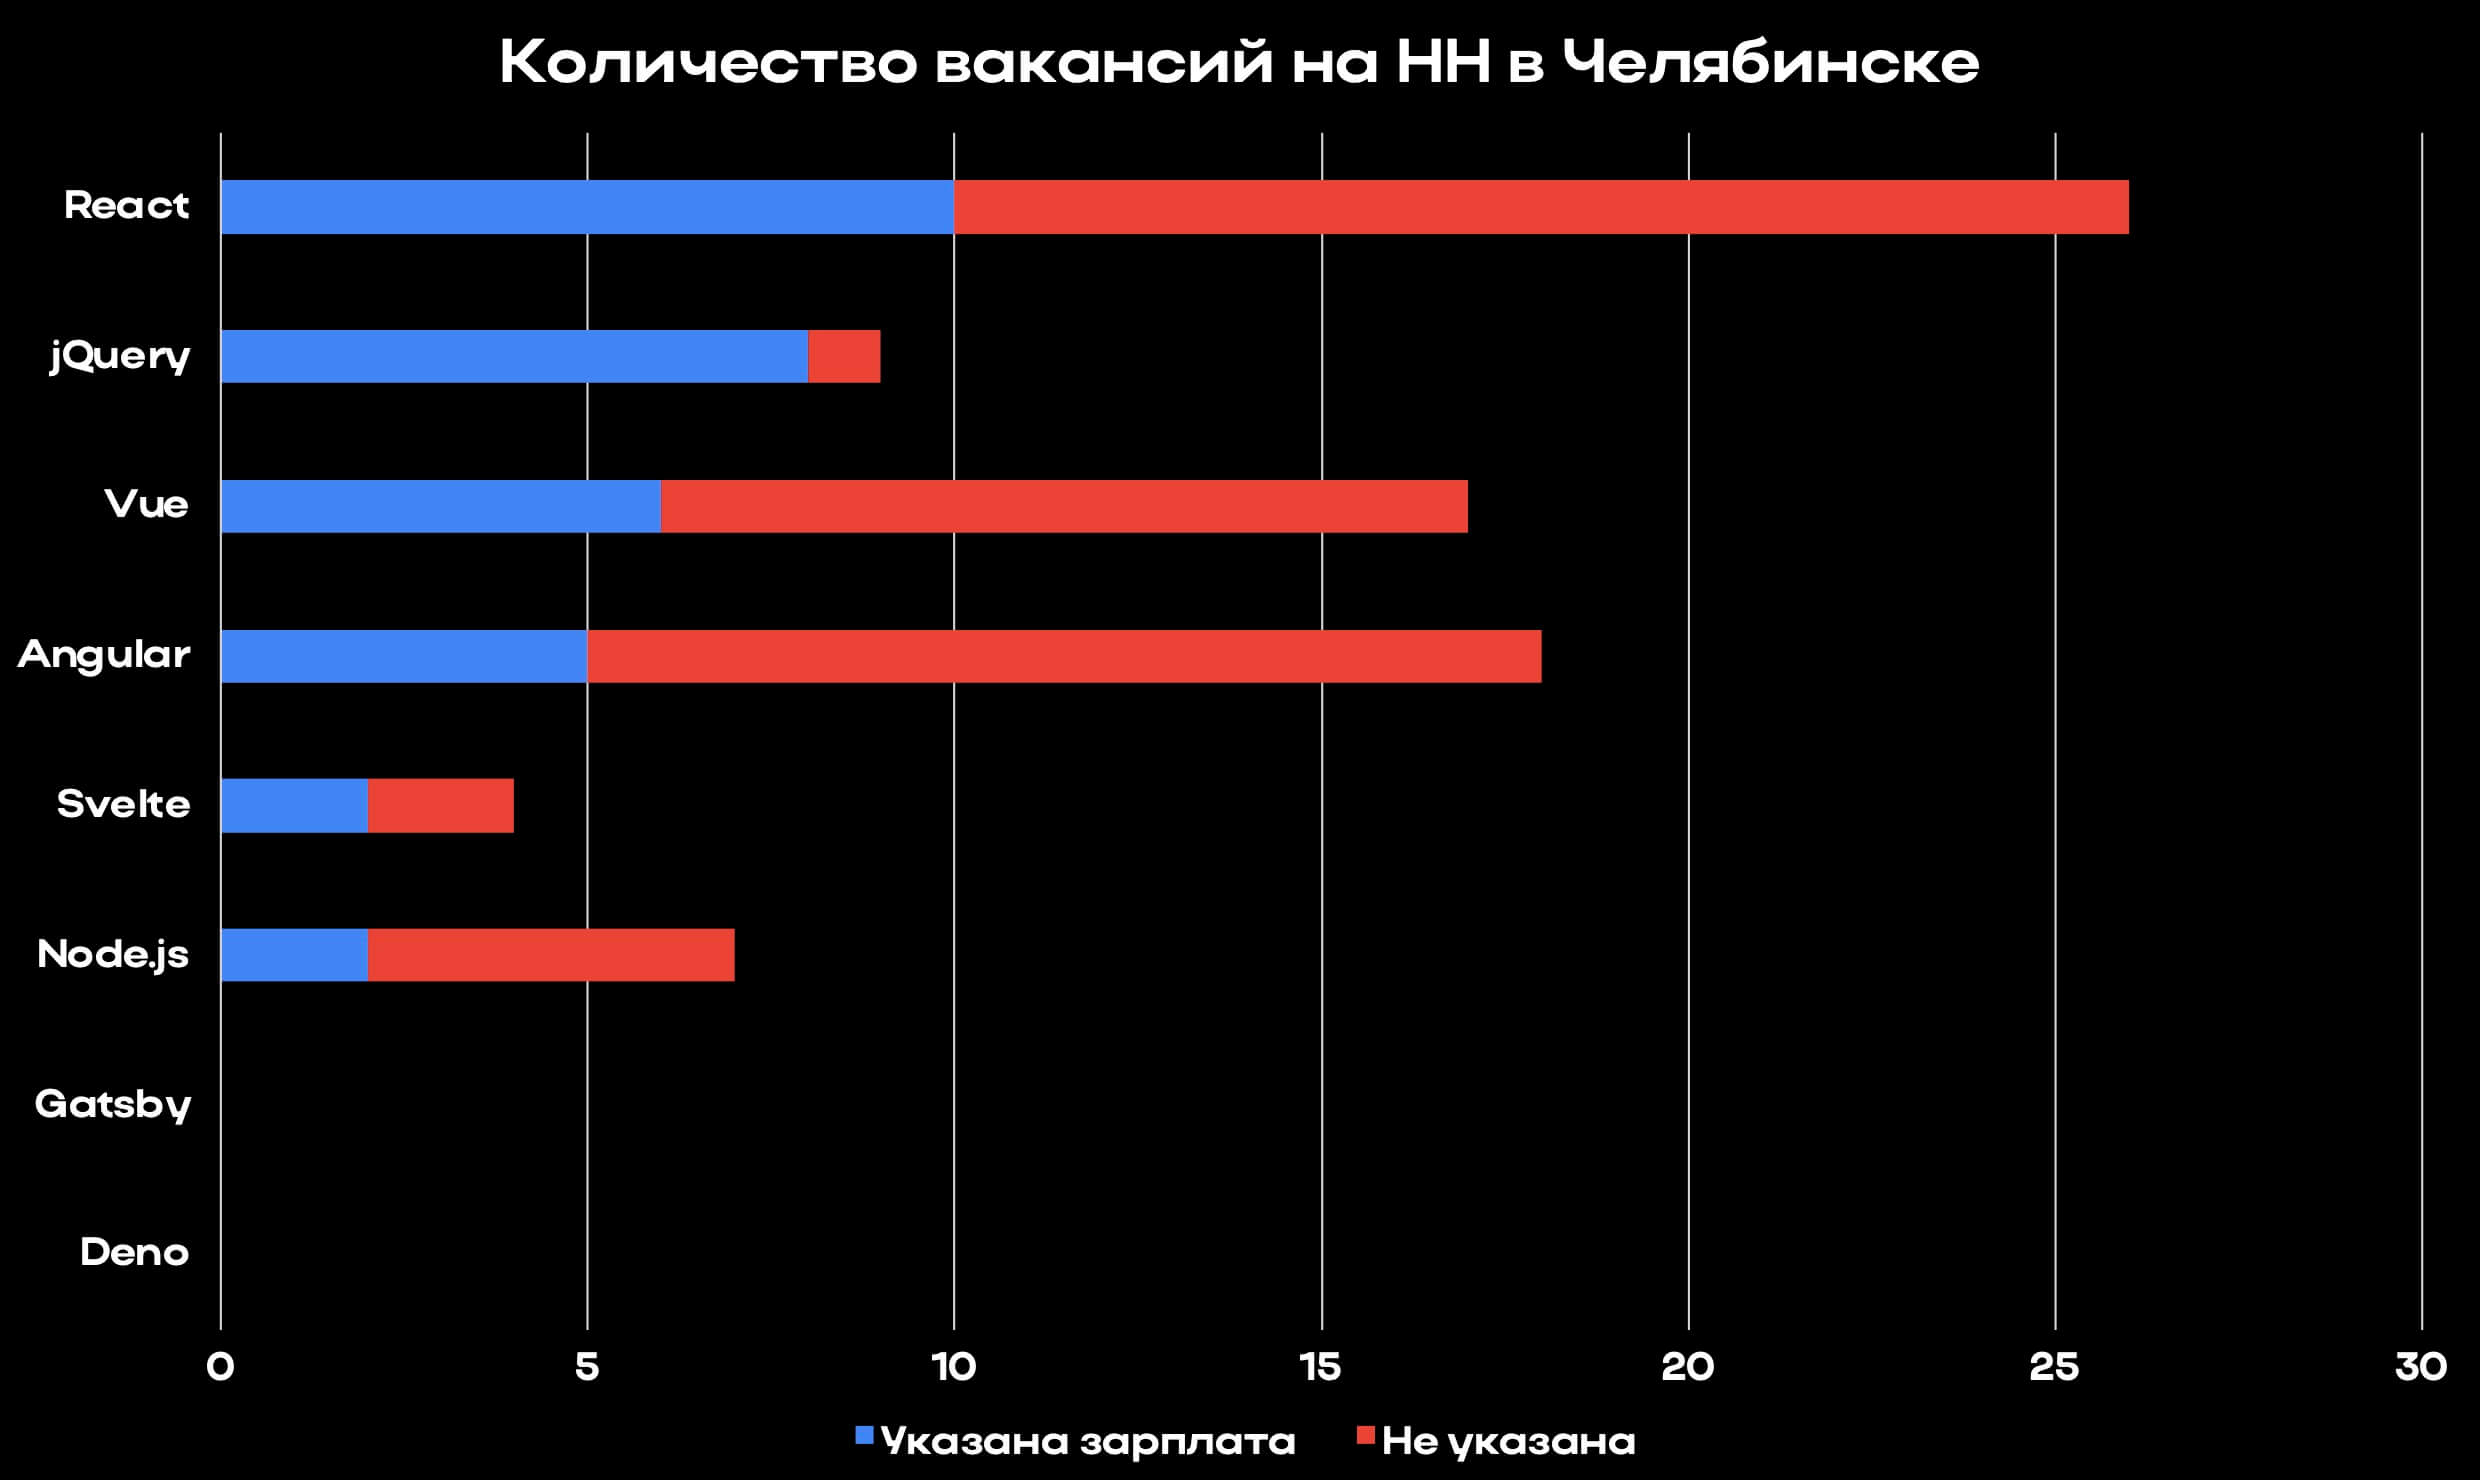 Количество вакансий на HH в Челябинске
React
jQuery
Vue
Angular
Svelte
Node.js
Gatsby
Deno
0 5 10 15 20 25 30
Указана зарплата Не указана